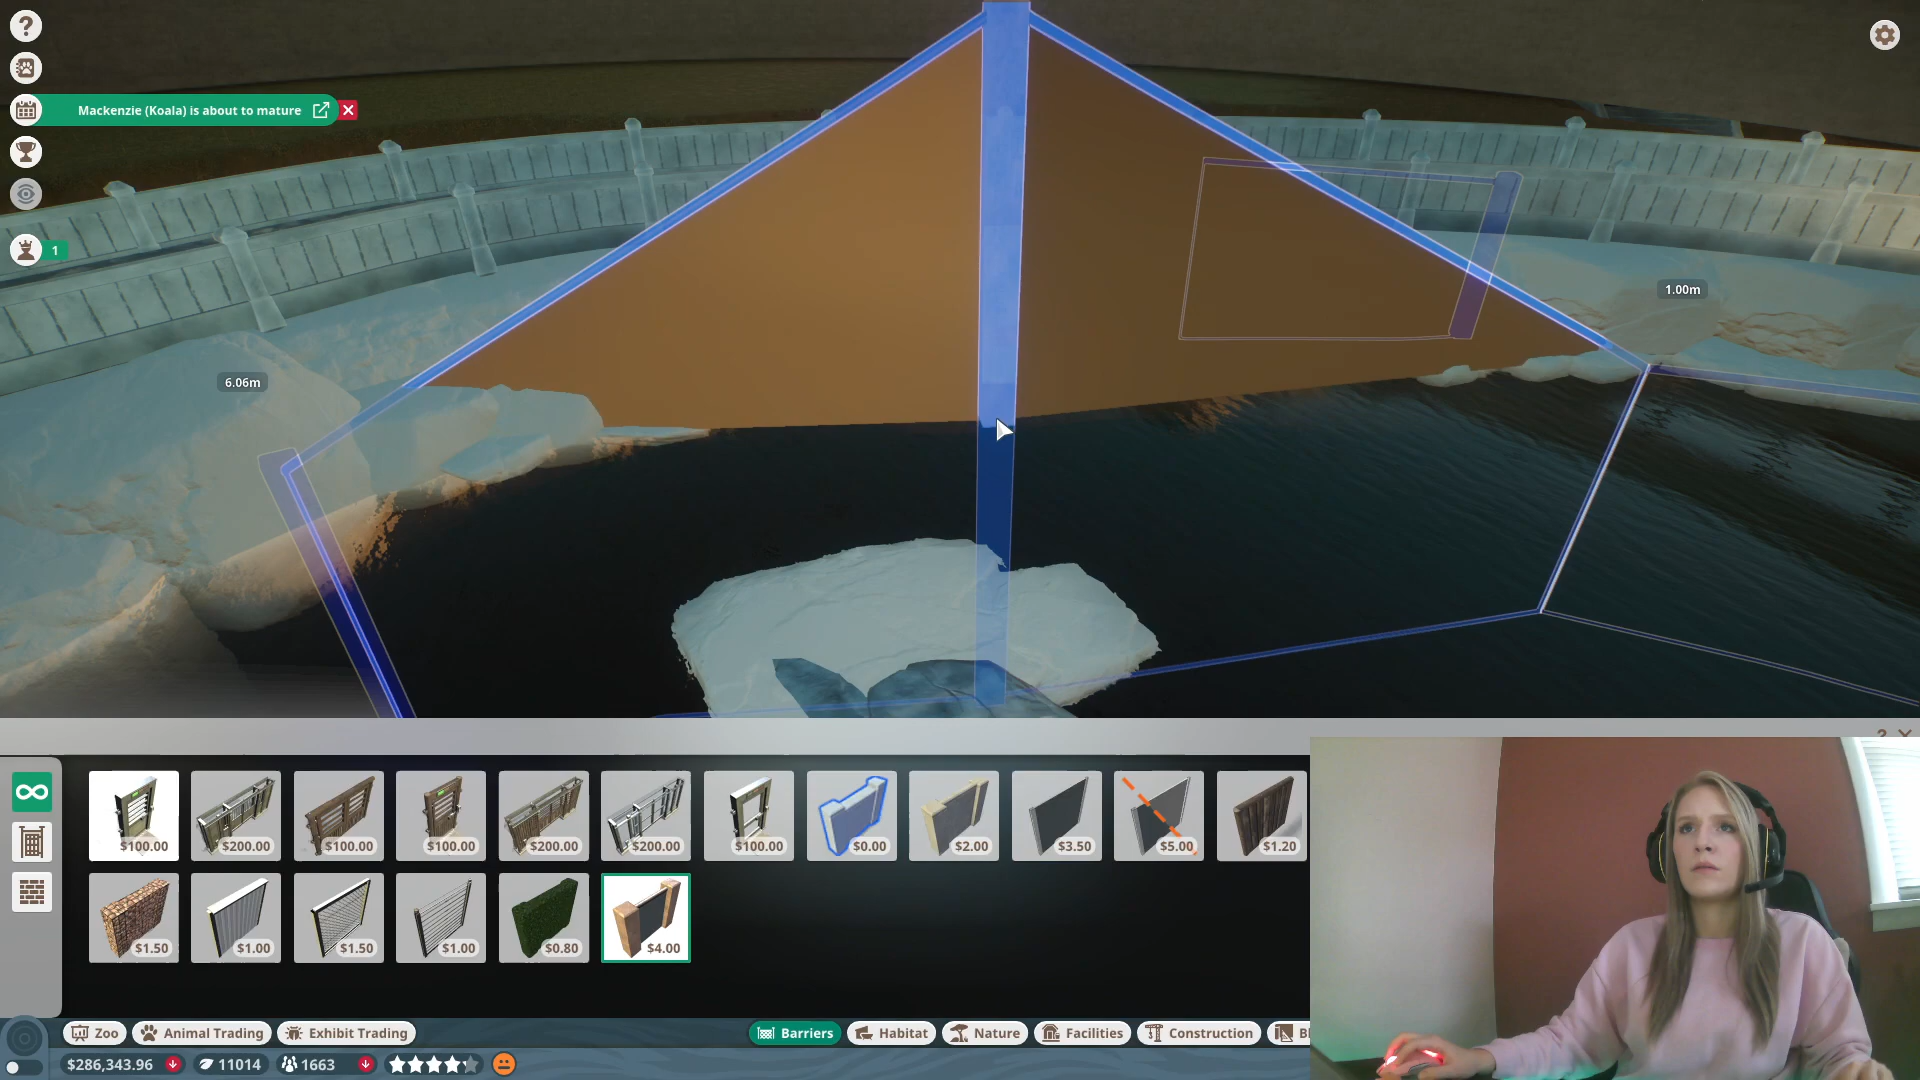 ?
Mackenzie (Koala) is about to mature
1
6.06m
1.00m
?
$100.00
$200.00
$100.00
$100.00
$200.00
$200.00
$100.00
$0.00
$2.00
$3.50
$5.00
$1.20
$1.50
$1.00
$1.50
$1.00
$0.80
$4.00
Zoo
Animal Trading
Exhibit Trading
Barriers
Habitat
Nature
Facilities
Construction
Bl
$286,343.96
11014
1663